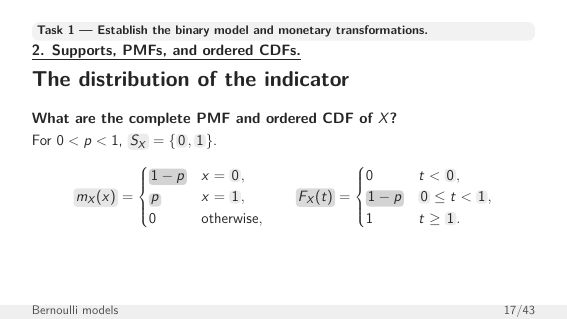 Task 1 — Establish the binary model and monetary transformations.
2. Supports, PMFs, and ordered CDFs.
The distribution of the indicator
What are the complete PMF and ordered CDF of X?
For 0 < p < 1, S_X = {0, 1}.
m_X(x) = { 1 − p x = 0, p x = 1, 0 otherwise,
F_X(t) = { 0 t < 0, 1 − p 0 ≤ t < 1, 1 t ≥ 1.
Bernoulli models 17/43